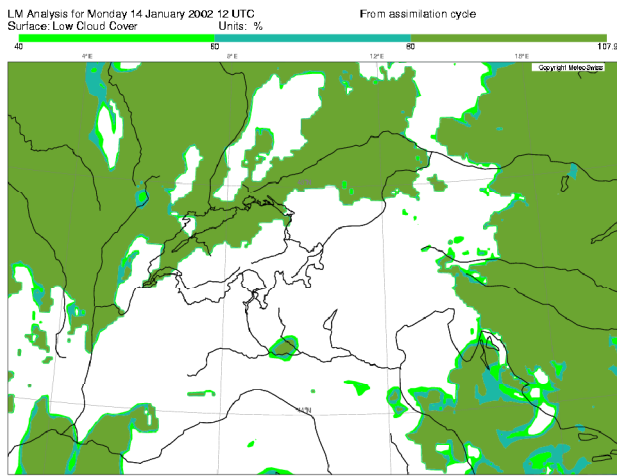 LM Analysis for Monday 14 January 2002 12 UTC From assimilation cycle
Surface: Low Cloud Cover Units: %
40 60 80 107.9
4°E 8°E 12°E 16°E
Copyright MeteoSwiss
44°N